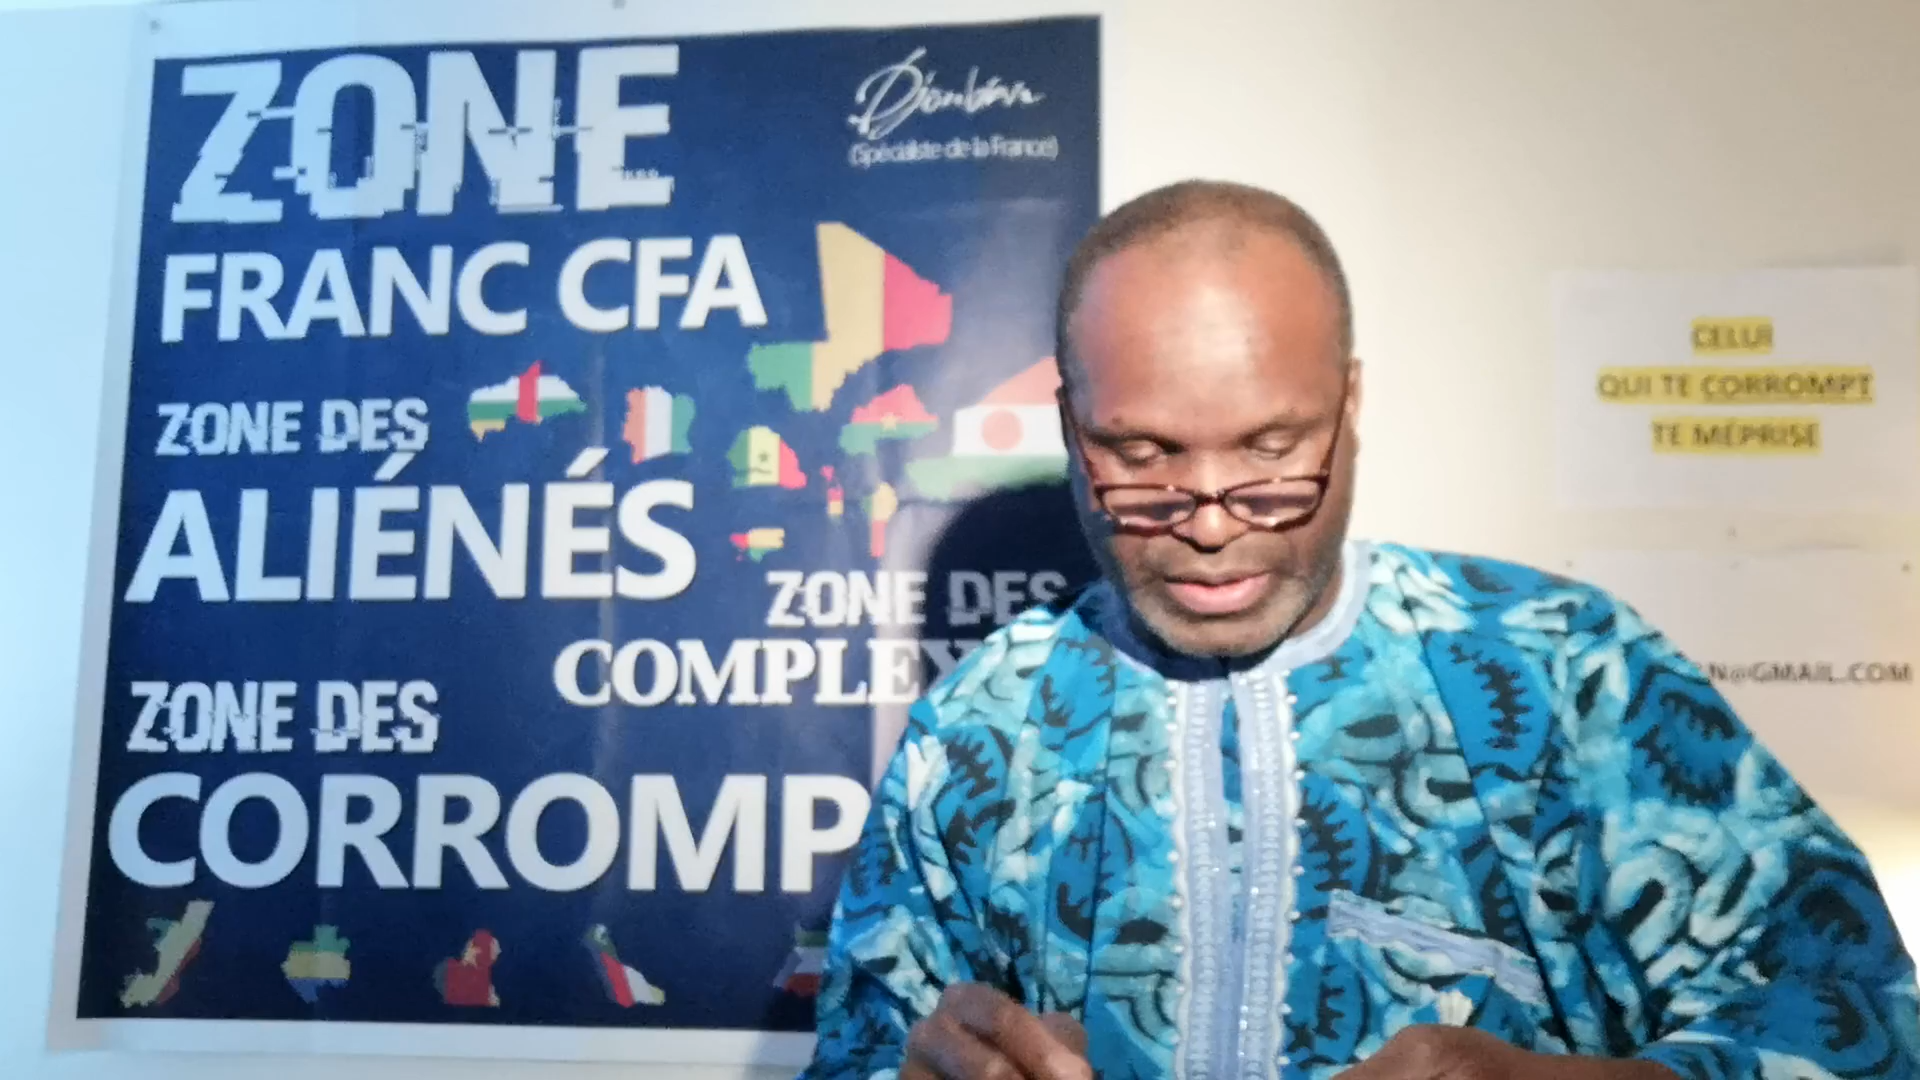 ZONE
FRANC CFA
(Spécialiste de la France)
ZONE DES
ALIÉNÉS
ZONE DES
COMPLEX
ZONE DES
CORROMP
CELUI
QUI TE CORROMPT
TE MÉPRISE
N@GMAIL.COM